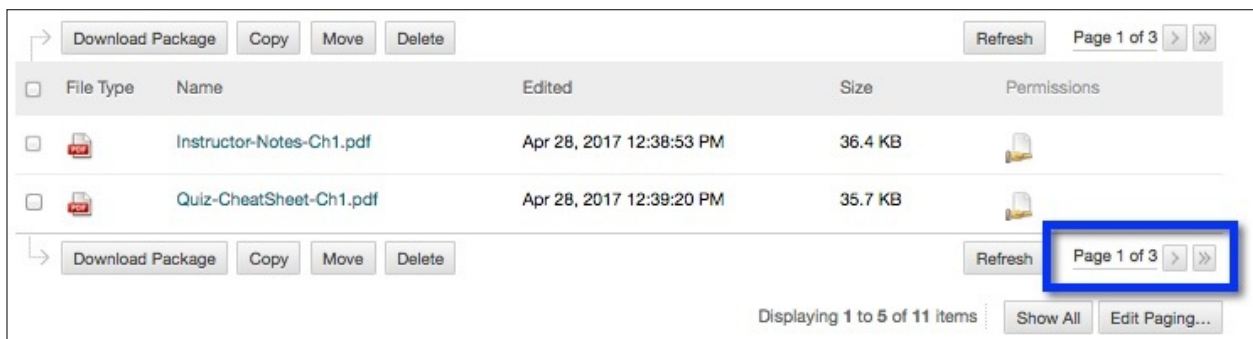 Download Package Copy Move Delete Refresh Page 1 of 3 > >>
File Type Name Edited Size Permissions
PDF Instructor-Notes-Ch1.pdf Apr 28, 2017 12:38:53 PM 36.4 KB
PDF Quiz-CheatSheet-Ch1.pdf Apr 28, 2017 12:39:20 PM 35.7 KB
Download Package Copy Move Delete Refresh Page 1 of 3 > >>
Displaying 1 to 5 of 11 items Show All Edit Paging...